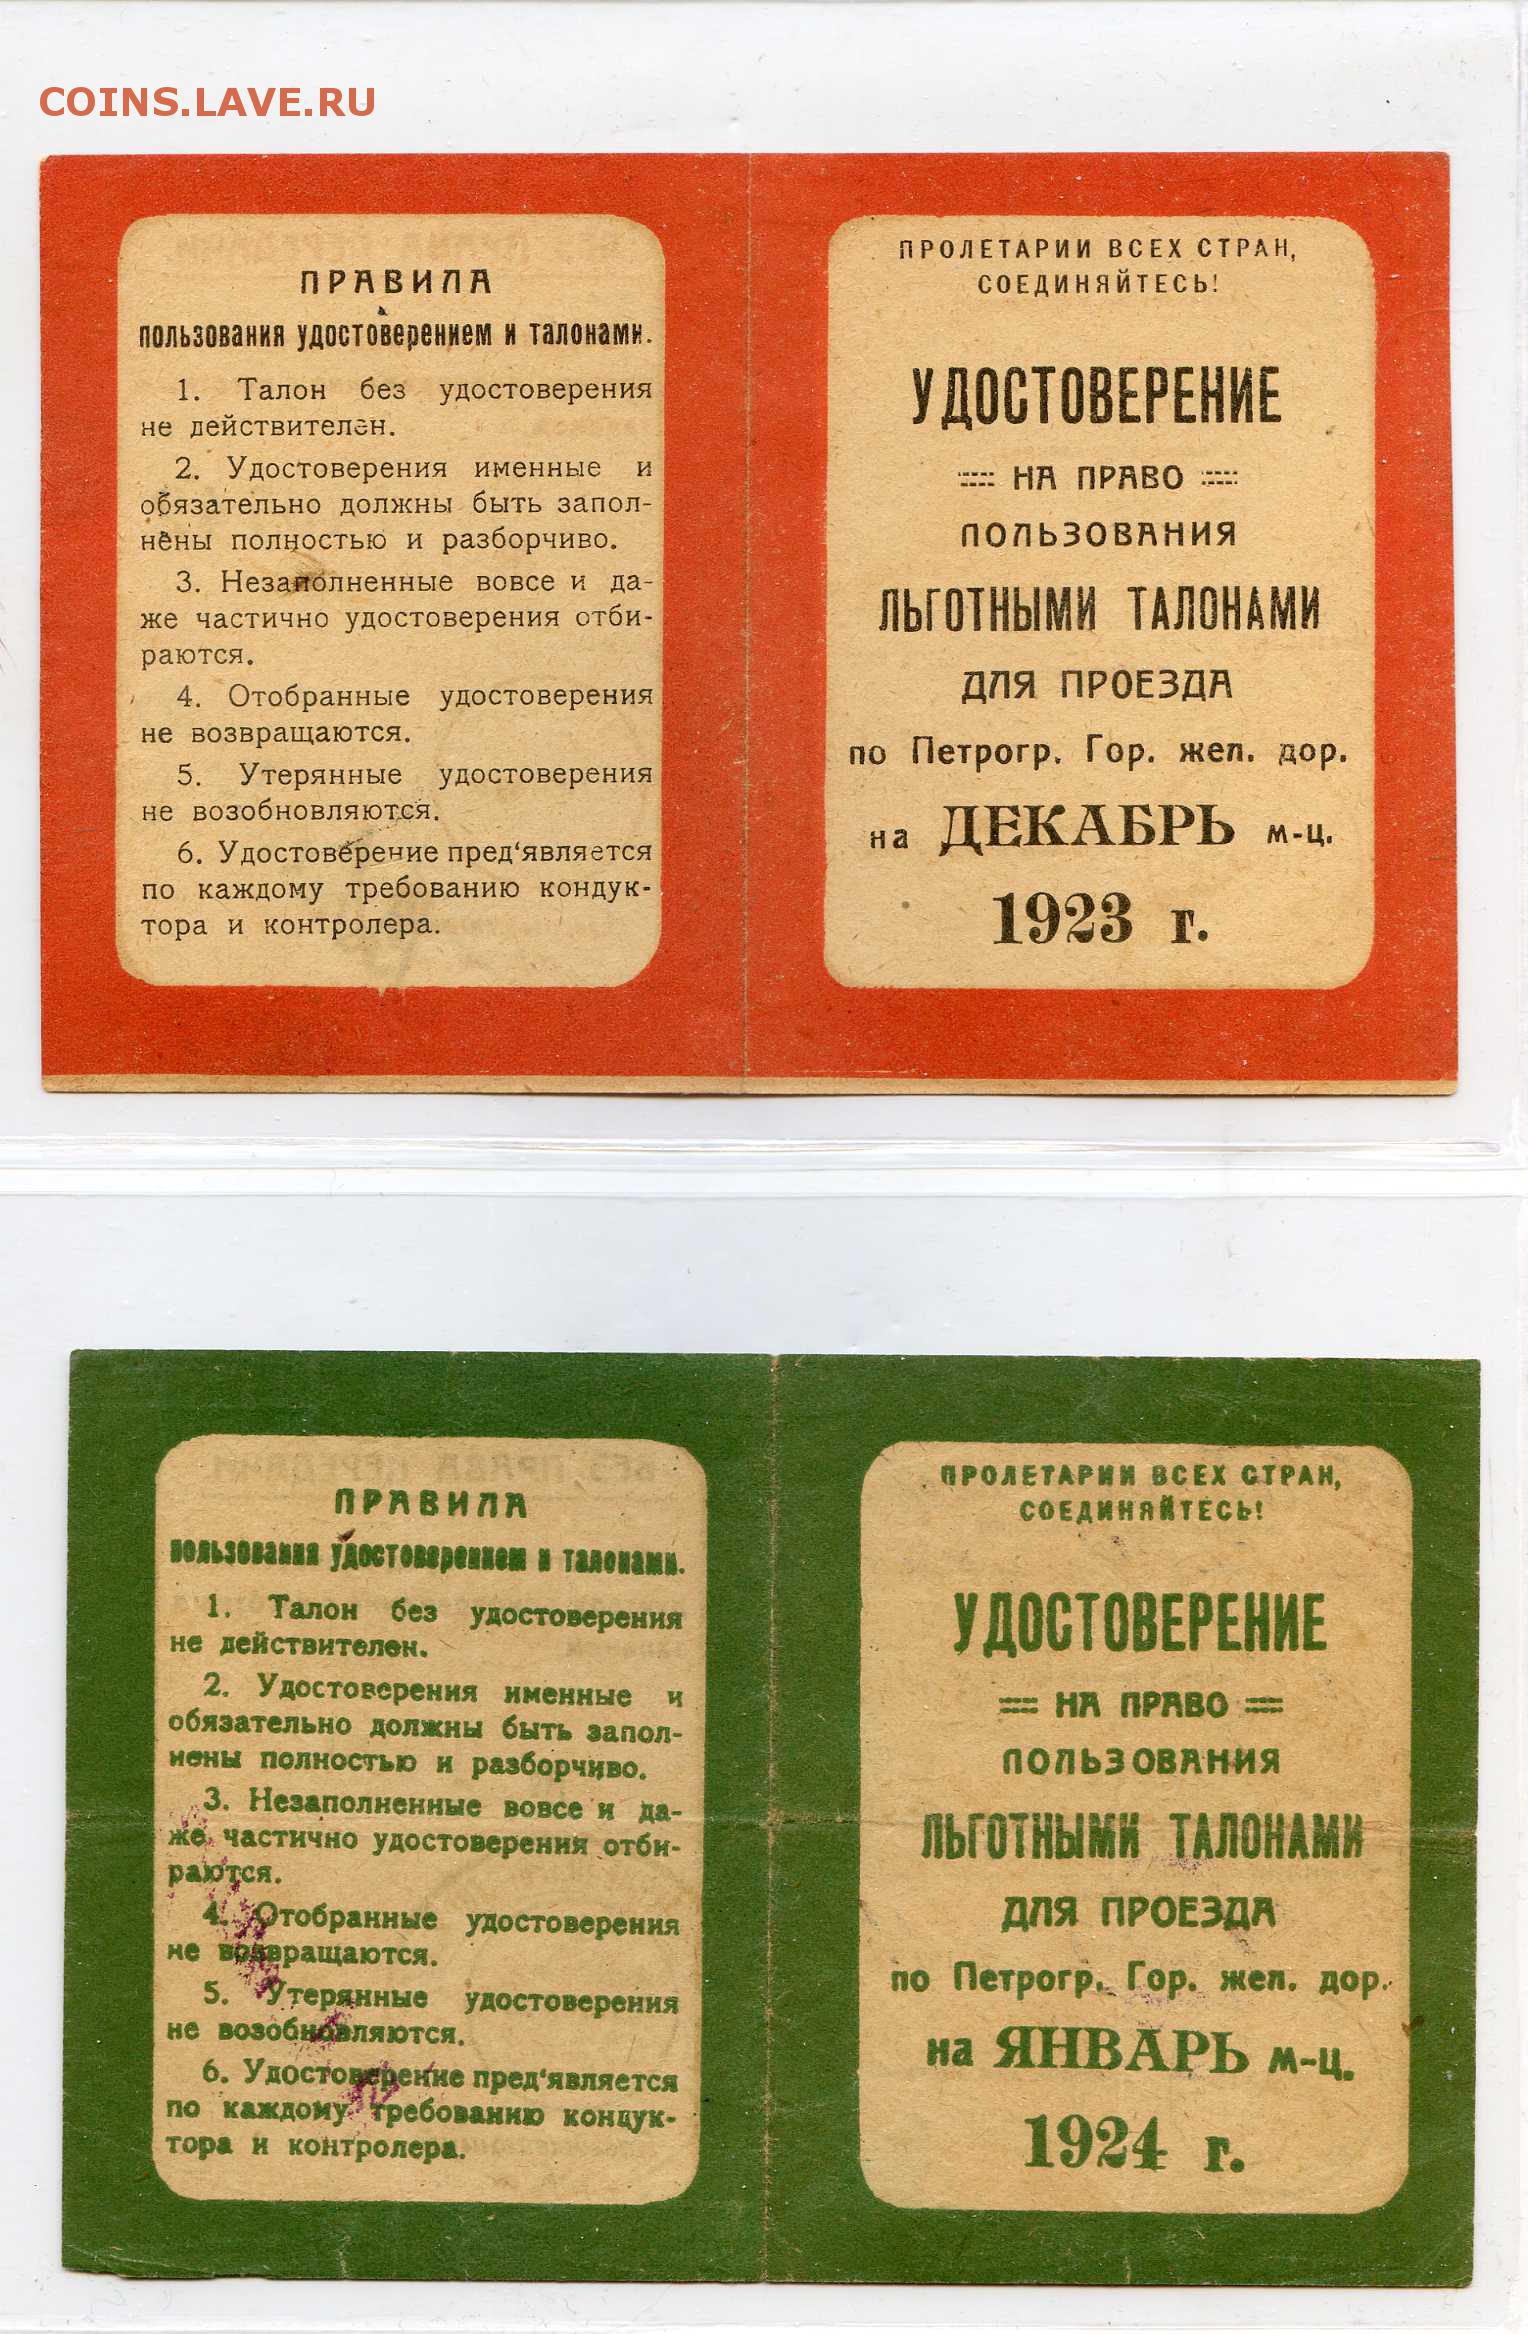 COINS.LAVE.RU
ПРАВИЛА
пользования удостоверением и талонами.
1. Талон без удостоверения
не действителен.
2. Удостоверения именные и
обязательно должны быть запол-
нены полностью и разборчиво.
3. Незаполненные вовсе и да-
же частично удостоверения отби-
раются.
4. Отобранные удостоверения
не возвращаются.
5. Утерянные удостоверения
не возобновляются.
6. Удостоверение пред‘является
по каждому требованию кондук-
тора и контролера.
ПРОЛЕТАРИИ ВСЕХ СТРАН,
СОЕДИНЯЙТЕСЬ!
УДОСТОВЕРЕНИЕ
НА ПРАВО
ПОЛЬЗОВАНИЯ
ЛЬГОТНЫМИ ТАЛОНАМИ
ДЛЯ ПРОЕЗДА
по Петрогр. Гор. жел. дор.
на ДЕКАБРЬ м-ц.
1923 г.
ПРАВИЛА
пользования удостоверением и талонами.
1. Талон без удостоверения
не действителен.
2. Удостоверения именные и
обязательно должны быть запол-
нены полностью и разборчиво.
3. Незаполненные вовсе и да-
же частично удостоверения отби-
раются.
4. Отобранные удостоверения
не возвращаются.
5. Утерянные удостоверения
не возобновляются.
6. Удостоверение пред‘является
по каждому требованию кондук-
тора и контролера.
ПРОЛЕТАРИИ ВСЕХ СТРАН,
СОЕДИНЯЙТЕСЬ!
УДОСТОВЕРЕНИЕ
НА ПРАВО
ПОЛЬЗОВАНИЯ
ЛЬГОТНЫМИ ТАЛОНАМИ
ДЛЯ ПРОЕЗДА
по Петрогр. Гор. жел. дор.
на ЯНВАРЬ м-ц.
1924 г.